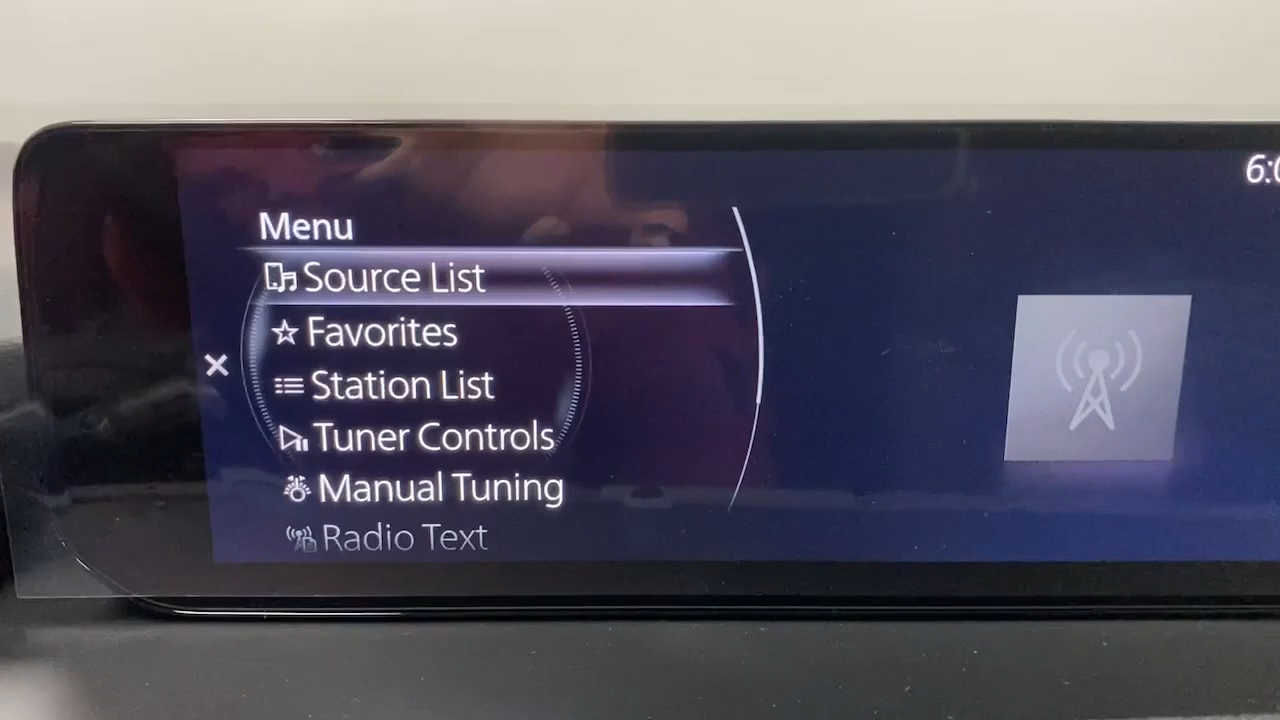 6:0
Menu
Source List
Favorites
Station List
Tuner Controls
Manual Tuning
Radio Text